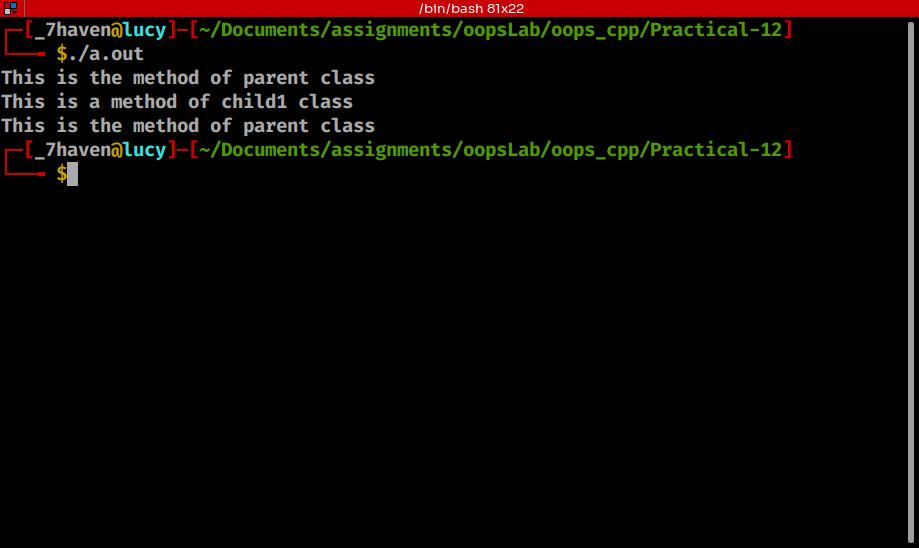 /bin/bash 81x22
┌─[_7haven@lucy]─[~/Documents/assignments/oopsLab/oops_cpp/Practical-12]
└──╼ $./a.out
This is the method of parent class
This is a method of child1 class
This is the method of parent class
┌─[_7haven@lucy]─[~/Documents/assignments/oopsLab/oops_cpp/Practical-12]
└──╼ $